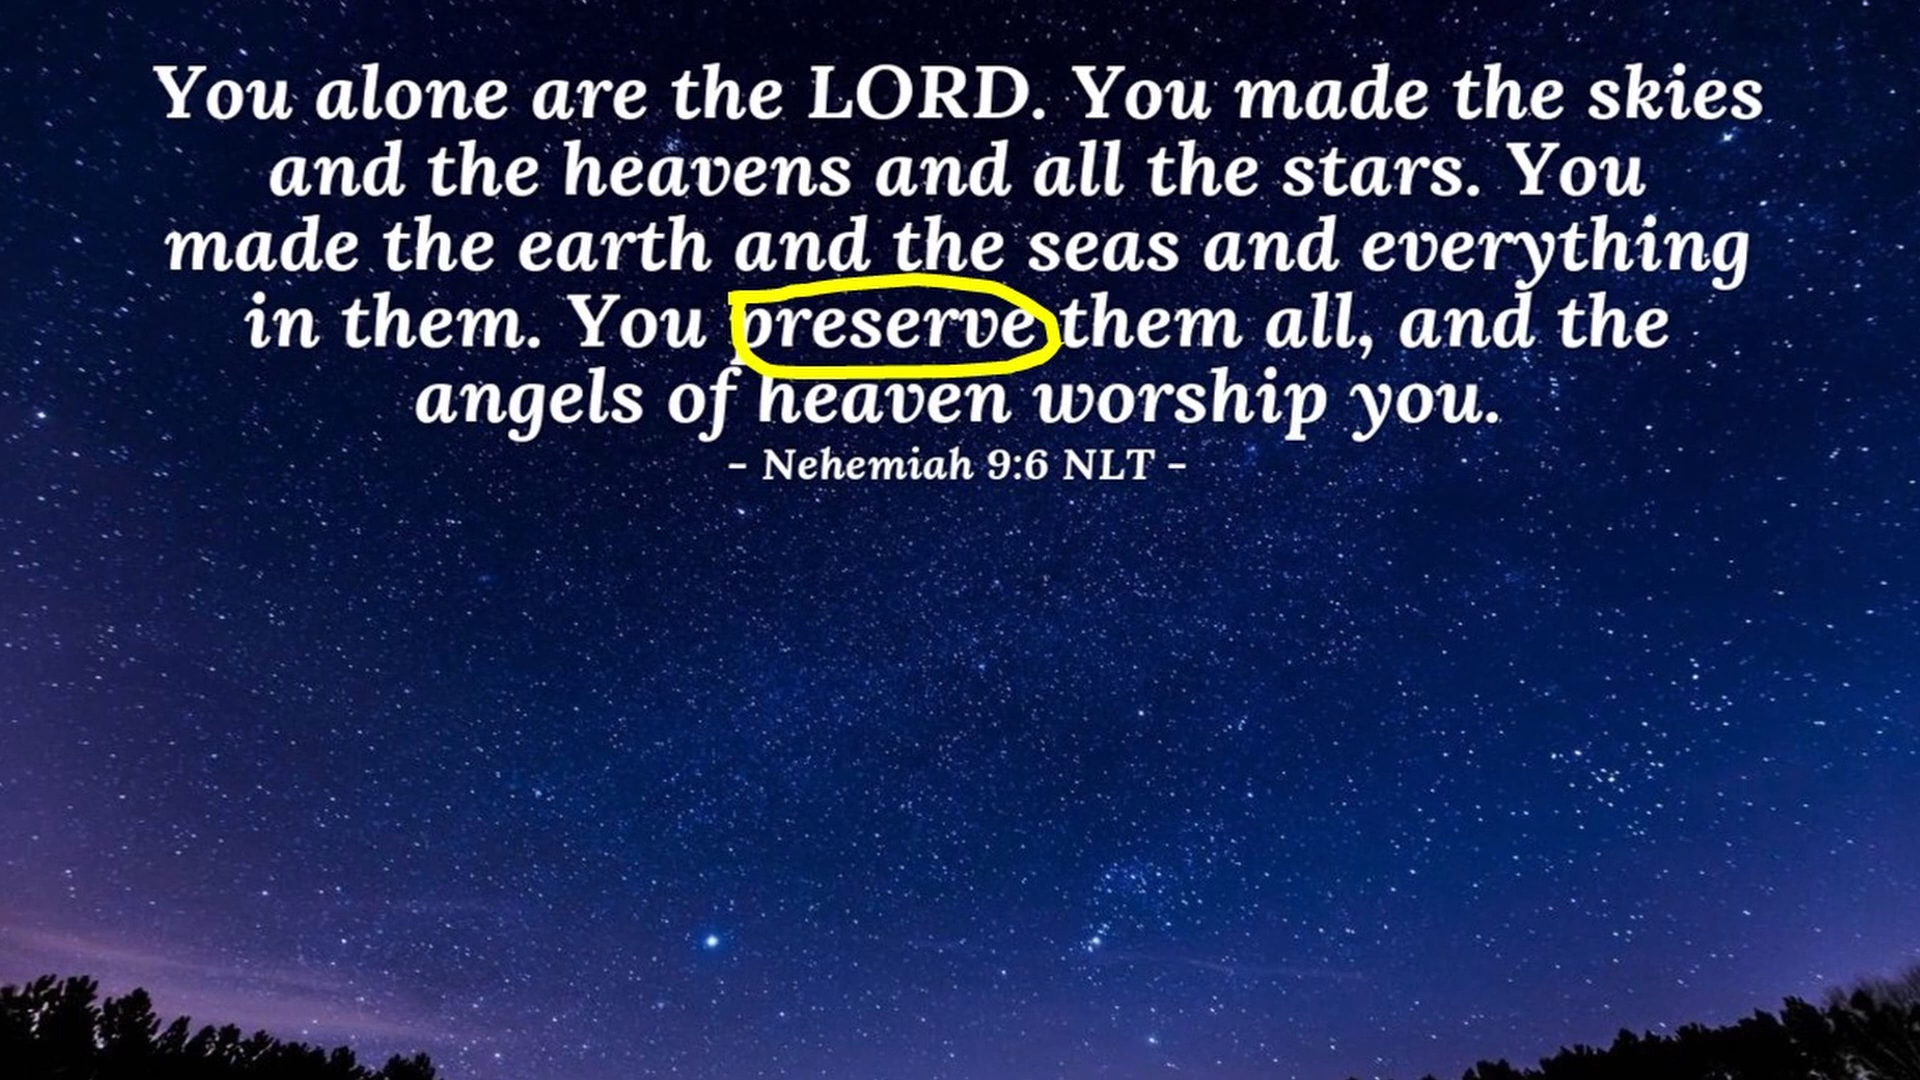 You alone are the LORD. You made the skies
and the heavens and all the stars. You
made the earth and the seas and everything
in them. You preserve them all, and the
angels of heaven worship you.
– Nehemiah 9:6 NLT –